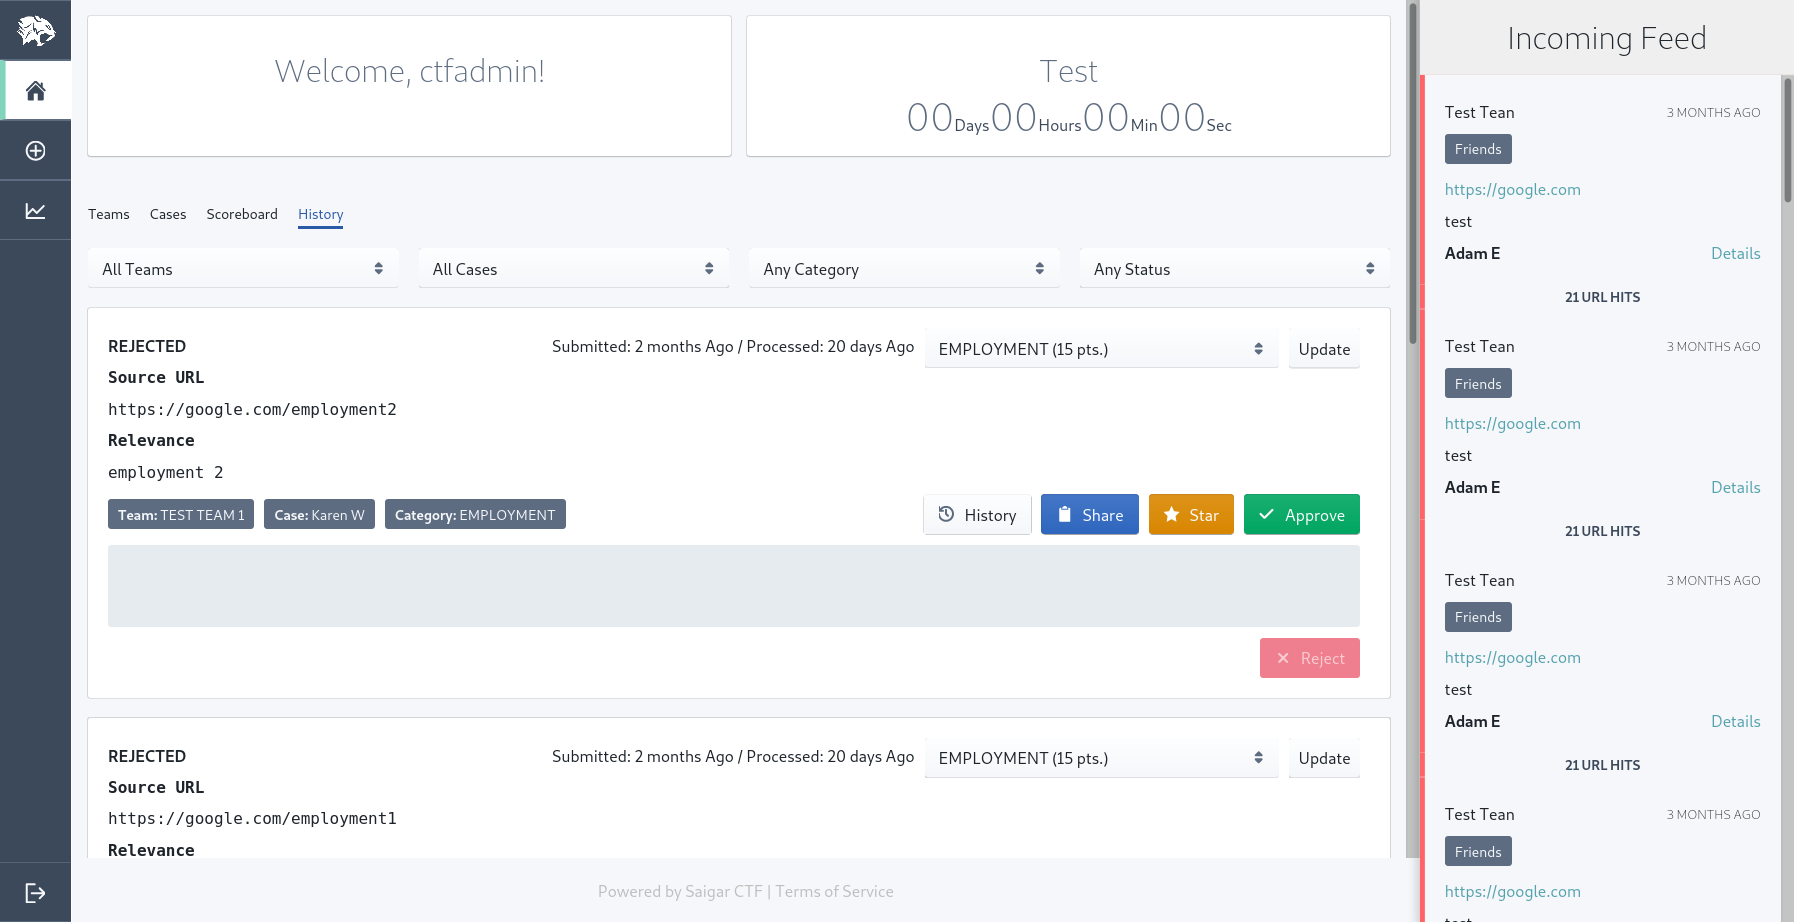 Welcome, ctfadmin!
Test
00Days00Hours00Min00Sec
Teams Cases Scoreboard History
All Teams All Cases Any Category Any Status
REJECTED Submitted: 2 months Ago / Processed: 20 days Ago EMPLOYMENT (15 pts.) Update
Source URL
https://google.com/employment2
Relevance
employment 2
Team: TEST TEAM 1 Case: Karen W Category: EMPLOYMENT History Share Star Approve
Reject
REJECTED Submitted: 2 months Ago / Processed: 20 days Ago EMPLOYMENT (15 pts.) Update
Source URL
https://google.com/employment1
Relevance
Powered by Saigar CTF | Terms of Service
Incoming Feed
Test Tean 3 MONTHS AGO
Friends
https://google.com
test
Adam E Details
21 URL HITS
Test Tean 3 MONTHS AGO
Friends
https://google.com
test
Adam E Details
21 URL HITS
Test Tean 3 MONTHS AGO
Friends
https://google.com
test
Adam E Details
21 URL HITS
Test Tean 3 MONTHS AGO
Friends
https://google.com
test